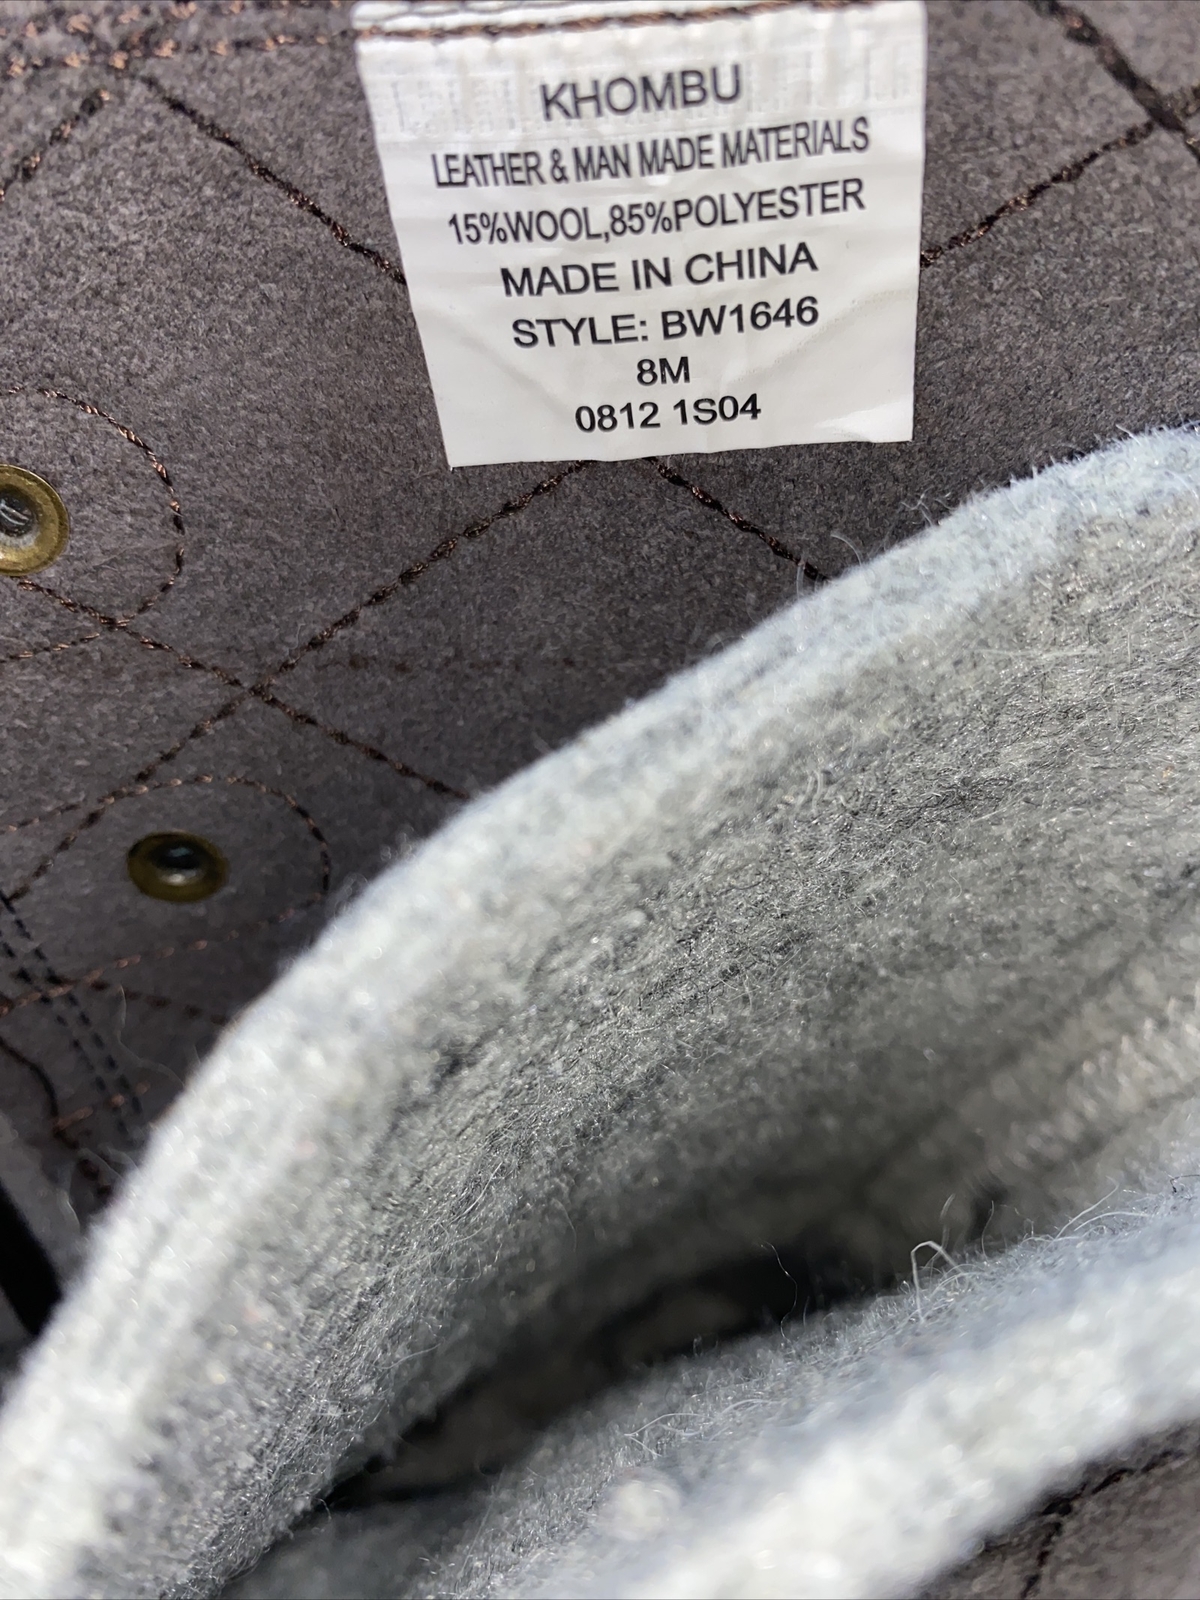 KHOMBU
LEATHER & MAN MADE MATERIALS
15%WOOL,85%POLYESTER
MADE IN CHINA
STYLE: BW1646
8M
0812 1S04